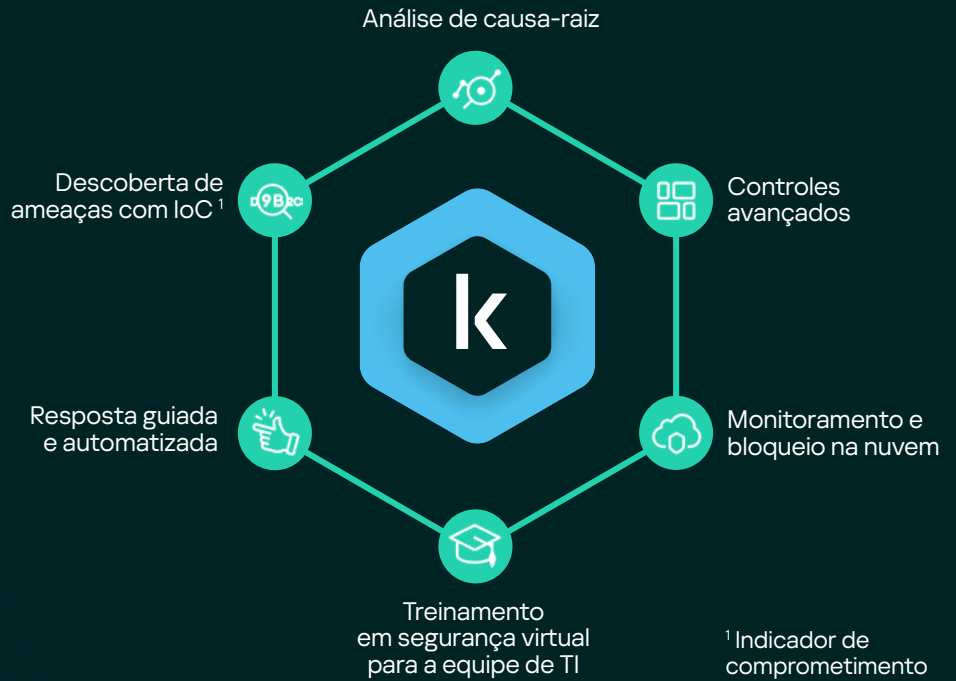 Análise de causa-raiz
Descoberta de
ameaças com IoC ¹
D9B2C
Controles
avançados
k
Resposta guiada
e automatizada
Monitoramento e
bloqueio na nuvem
Treinamento
em segurança virtual
para a equipe de TI
¹ Indicador de
comprometimento